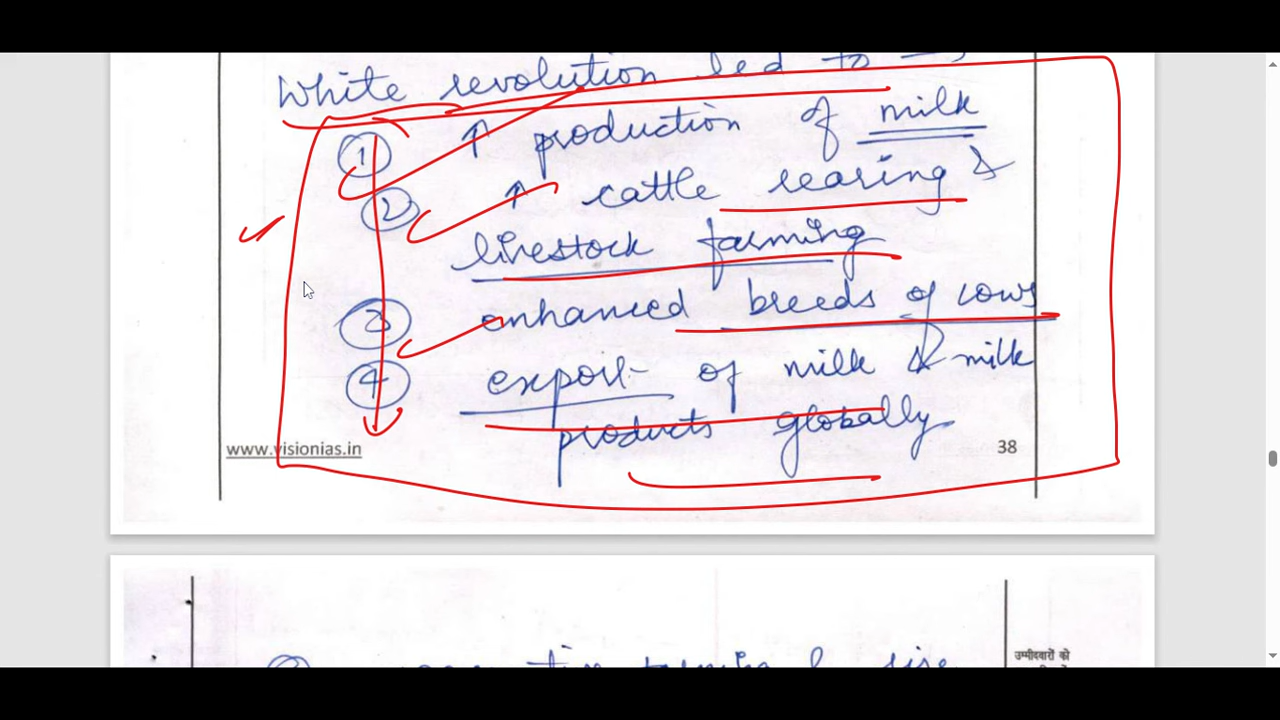 White revolution led to →
① ↑ production of milk
② ↑ cattle rearing &
livestock farming
③ enhanced breeds of cows
④ export of milk & milk
products globally
www.visionias.in
38
उम्मीदवारों को